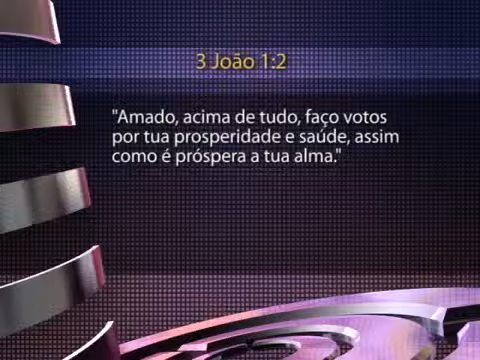 3 João 1:2
"Amado, acima de tudo, faço votos
por tua prosperidade e saúde, assim
como é próspera a tua alma."